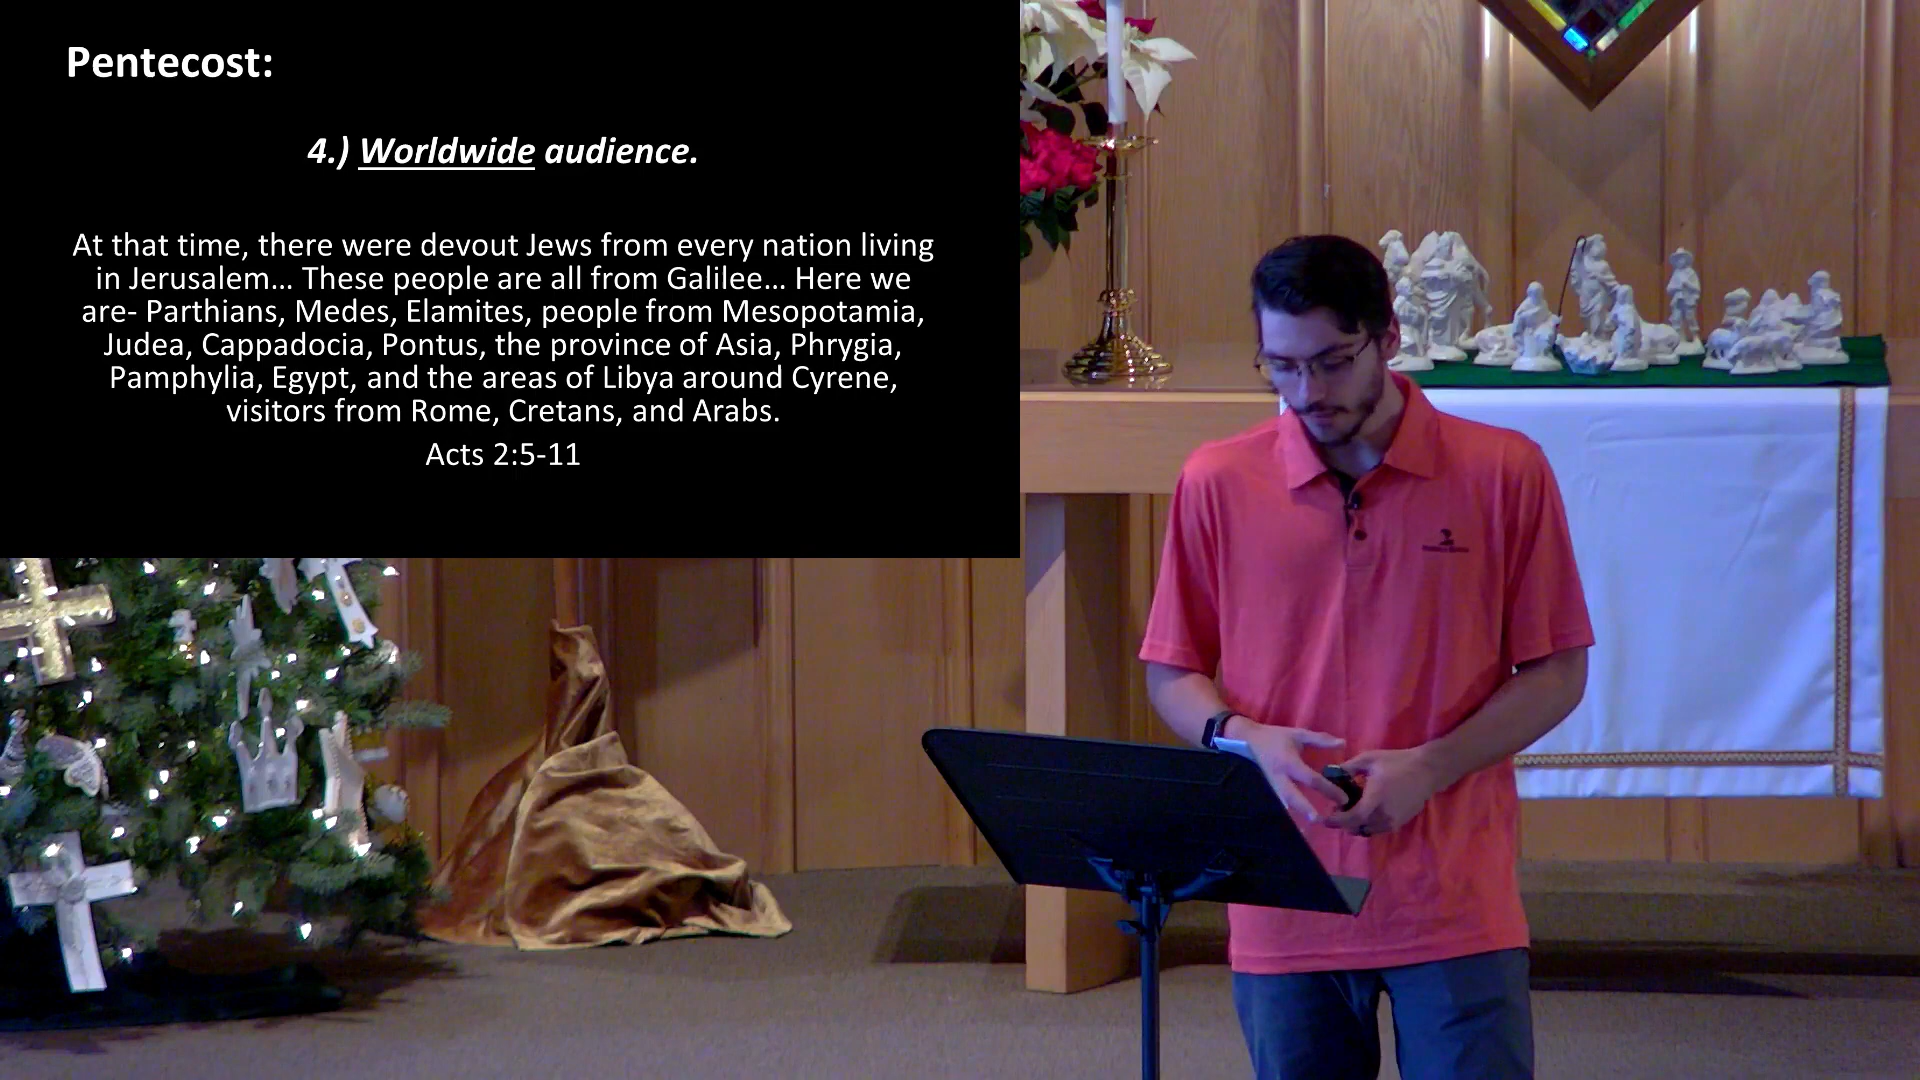 Pentecost:
4.) Worldwide audience.
At that time, there were devout Jews from every nation living
in Jerusalem... These people are all from Galilee... Here we
are- Parthians, Medes, Elamites, people from Mesopotamia,
Judea, Cappadocia, Pontus, the province of Asia, Phrygia,
Pamphylia, Egypt, and the areas of Libya around Cyrene,
visitors from Rome, Cretans, and Arabs.
Acts 2:5-11